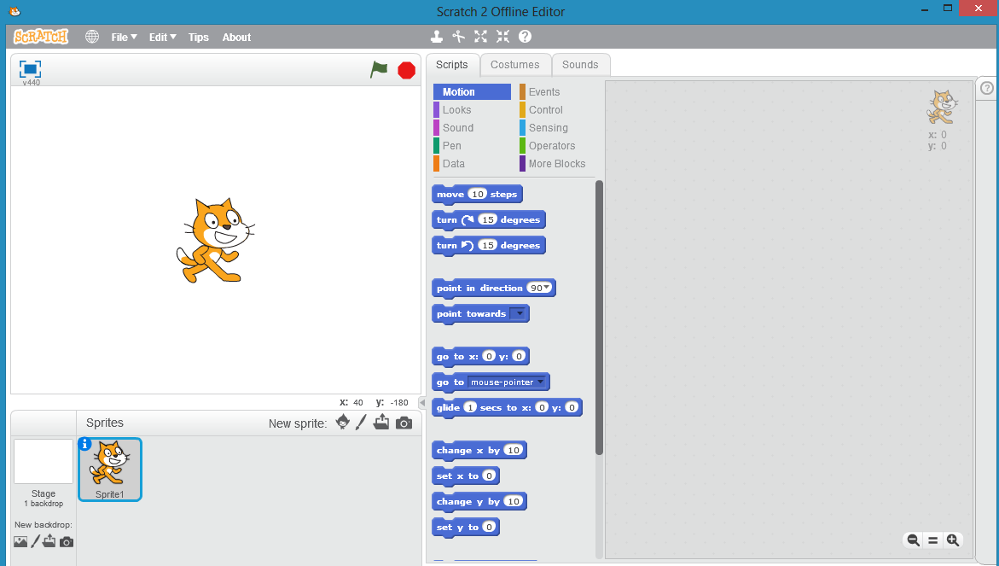 Scratch 2 Offline Editor
SCRATCH File Edit Tips About
v440
Scripts Costumes Sounds
Motion Events
Looks Control
Sound Sensing
Pen Operators
Data More Blocks
x: 0
y: 0
move 10 steps
turn 15 degrees
turn 15 degrees
point in direction 90
point towards
go to x: 0 y: 0
go to mouse-pointer
glide 1 secs to x: 0 y: 0
change x by 10
set x to 0
change y by 10
set y to 0
x: 40 y: -180
Sprites New sprite:
Sprite1
Stage
1 backdrop
New backdrop: